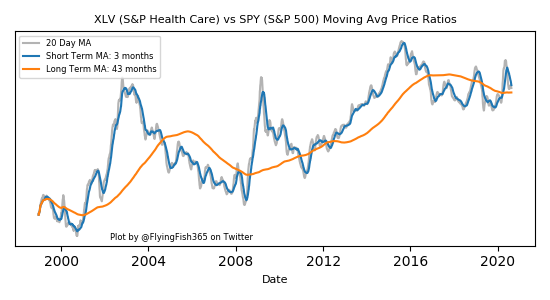 XLV (S&P Health Care) vs SPY (S&P 500) Moving Avg Price Ratios
20 Day MA
Short Term MA: 3 months
Long Term MA: 43 months
Plot by @FlyingFish365 on Twitter
2000 2004 2008 2012 2016 2020
Date